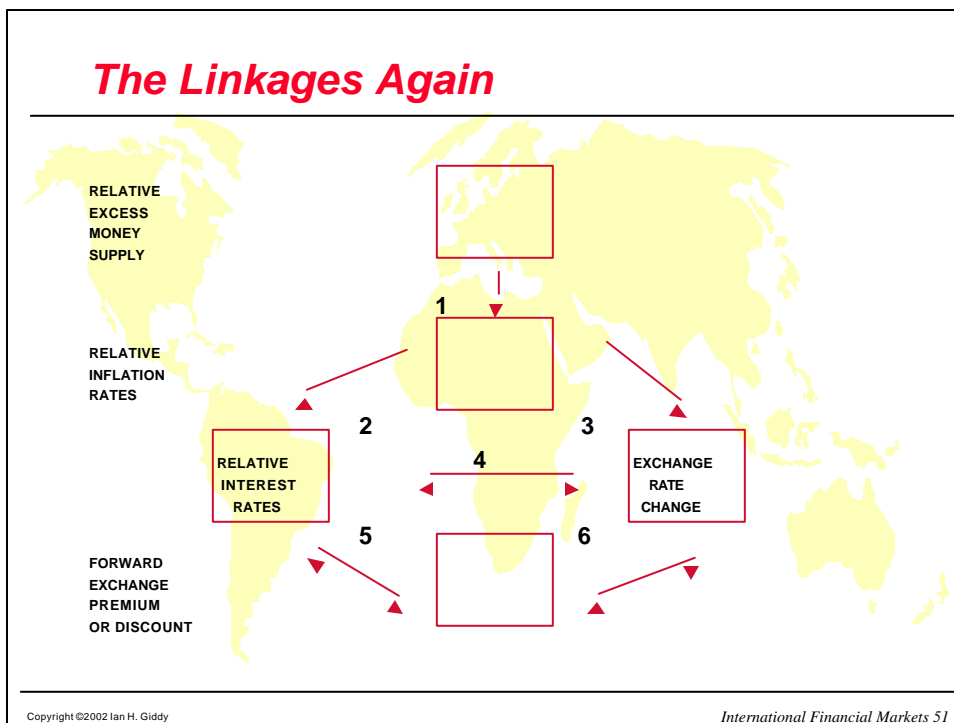 The Linkages Again
RELATIVE
EXCESS
MONEY
SUPPLY
1
RELATIVE
INFLATION
RATES
2
3
4
RELATIVE
INTEREST
RATES
EXCHANGE
RATE
CHANGE
5
6
FORWARD
EXCHANGE
PREMIUM
OR DISCOUNT
Copyright ©2002 Ian H. Giddy
International Financial Markets 51